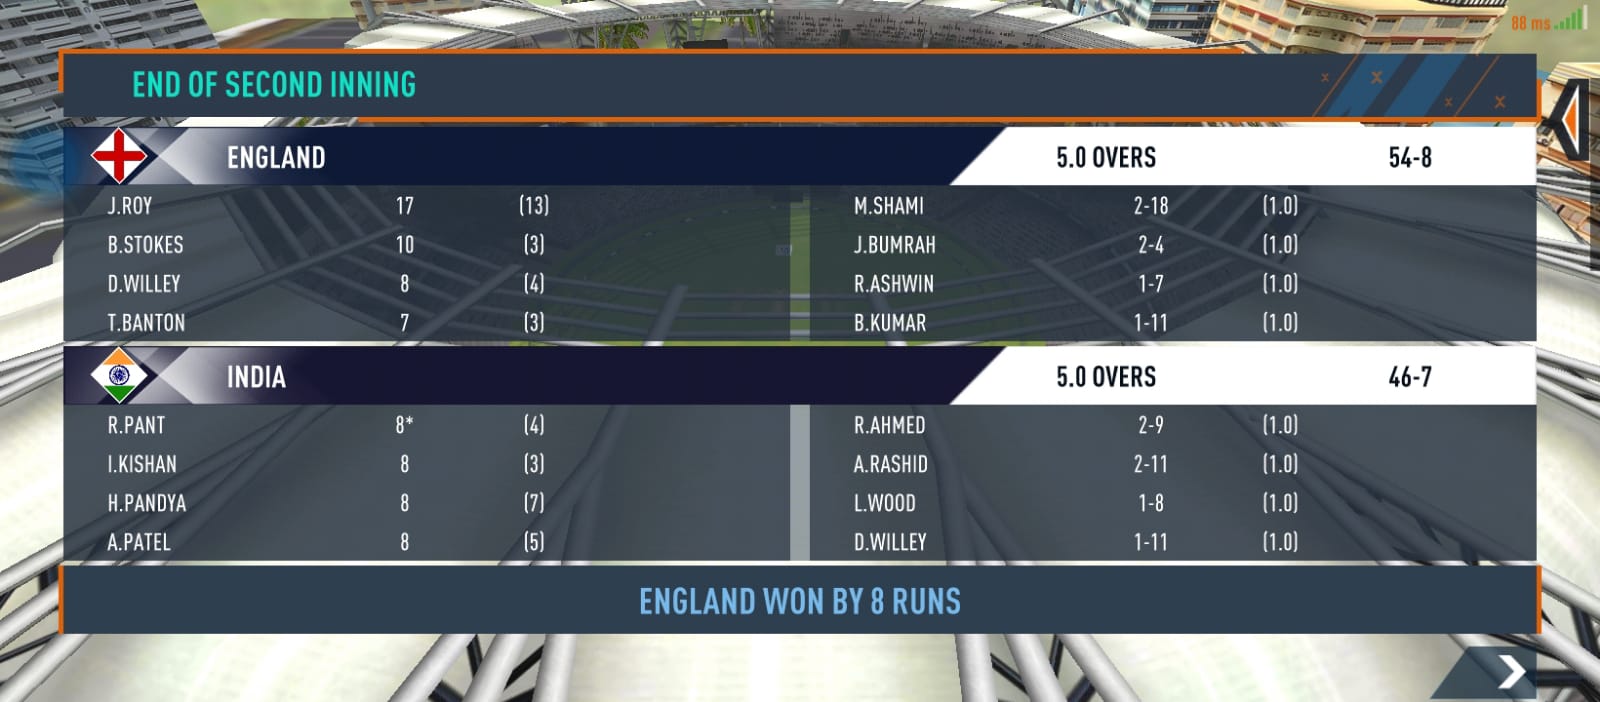 88 ms
END OF SECOND INNING
ENGLAND 5.0 OVERS 54-8
J.ROY 17 (13) M.SHAMI 2-18 (1.0)
B.STOKES 10 (3) J.BUMRAH 2-4 (1.0)
D.WILLEY 8 (4) R.ASHWIN 1-7 (1.0)
T.BANTON 7 (3) B.KUMAR 1-11 (1.0)
INDIA 5.0 OVERS 46-7
R.PANT 8* (4) R.AHMED 2-9 (1.0)
I.KISHAN 8 (3) A.RASHID 2-11 (1.0)
H.PANDYA 8 (7) L.WOOD 1-8 (1.0)
A.PATEL 8 (5) D.WILLEY 1-11 (1.0)
ENGLAND WON BY 8 RUNS